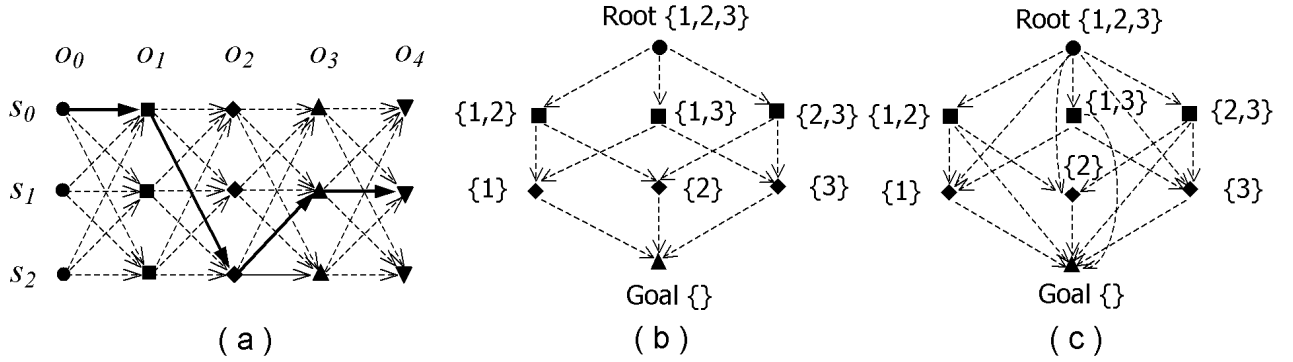 o0 o1 o2 o3 o4
s0
s1
s2
( a )
Root {1,2,3}
{1,2} {1,3} {2,3}
{1} {2} {3}
Goal {}
( b )
Root {1,2,3}
{1,2} {1,3} {2,3}
{1} {2} {3}
Goal {}
( c )